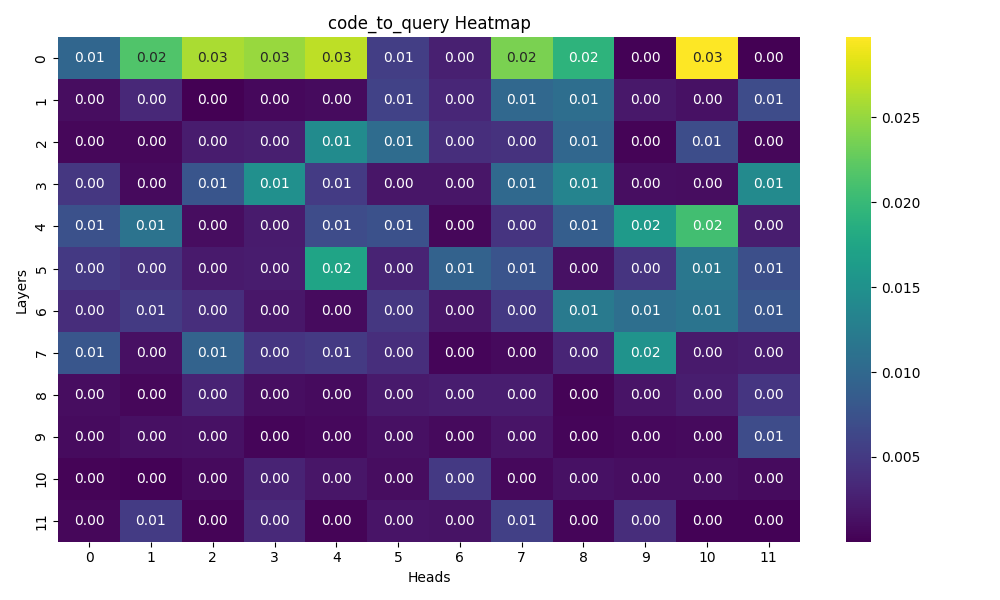 code_to_query Heatmap
0 0.01 0.02 0.03 0.03 0.03 0.01 0.00 0.02 0.02 0.00 0.03 0.00
1 0.00 0.00 0.00 0.00 0.00 0.01 0.00 0.01 0.01 0.00 0.00 0.01
2 0.00 0.00 0.00 0.00 0.01 0.01 0.00 0.00 0.01 0.00 0.01 0.00
3 0.00 0.00 0.01 0.01 0.01 0.00 0.00 0.01 0.01 0.00 0.00 0.01
4 0.01 0.01 0.00 0.00 0.01 0.01 0.00 0.00 0.01 0.02 0.02 0.00
5 0.00 0.00 0.00 0.00 0.02 0.00 0.01 0.01 0.00 0.00 0.01 0.01
6 0.00 0.01 0.00 0.00 0.00 0.00 0.00 0.00 0.01 0.01 0.01 0.01
7 0.01 0.00 0.01 0.00 0.01 0.00 0.00 0.00 0.00 0.02 0.00 0.00
8 0.00 0.00 0.00 0.00 0.00 0.00 0.00 0.00 0.00 0.00 0.00 0.00
9 0.00 0.00 0.00 0.00 0.00 0.00 0.00 0.00 0.00 0.00 0.00 0.01
10 0.00 0.00 0.00 0.00 0.00 0.00 0.00 0.00 0.00 0.00 0.00 0.00
11 0.00 0.01 0.00 0.00 0.00 0.00 0.00 0.01 0.00 0.00 0.00 0.00
0 1 2 3 4 5 6 7 8 9 10 11
Heads
Layers
0.025
0.020
0.015
0.010
0.005